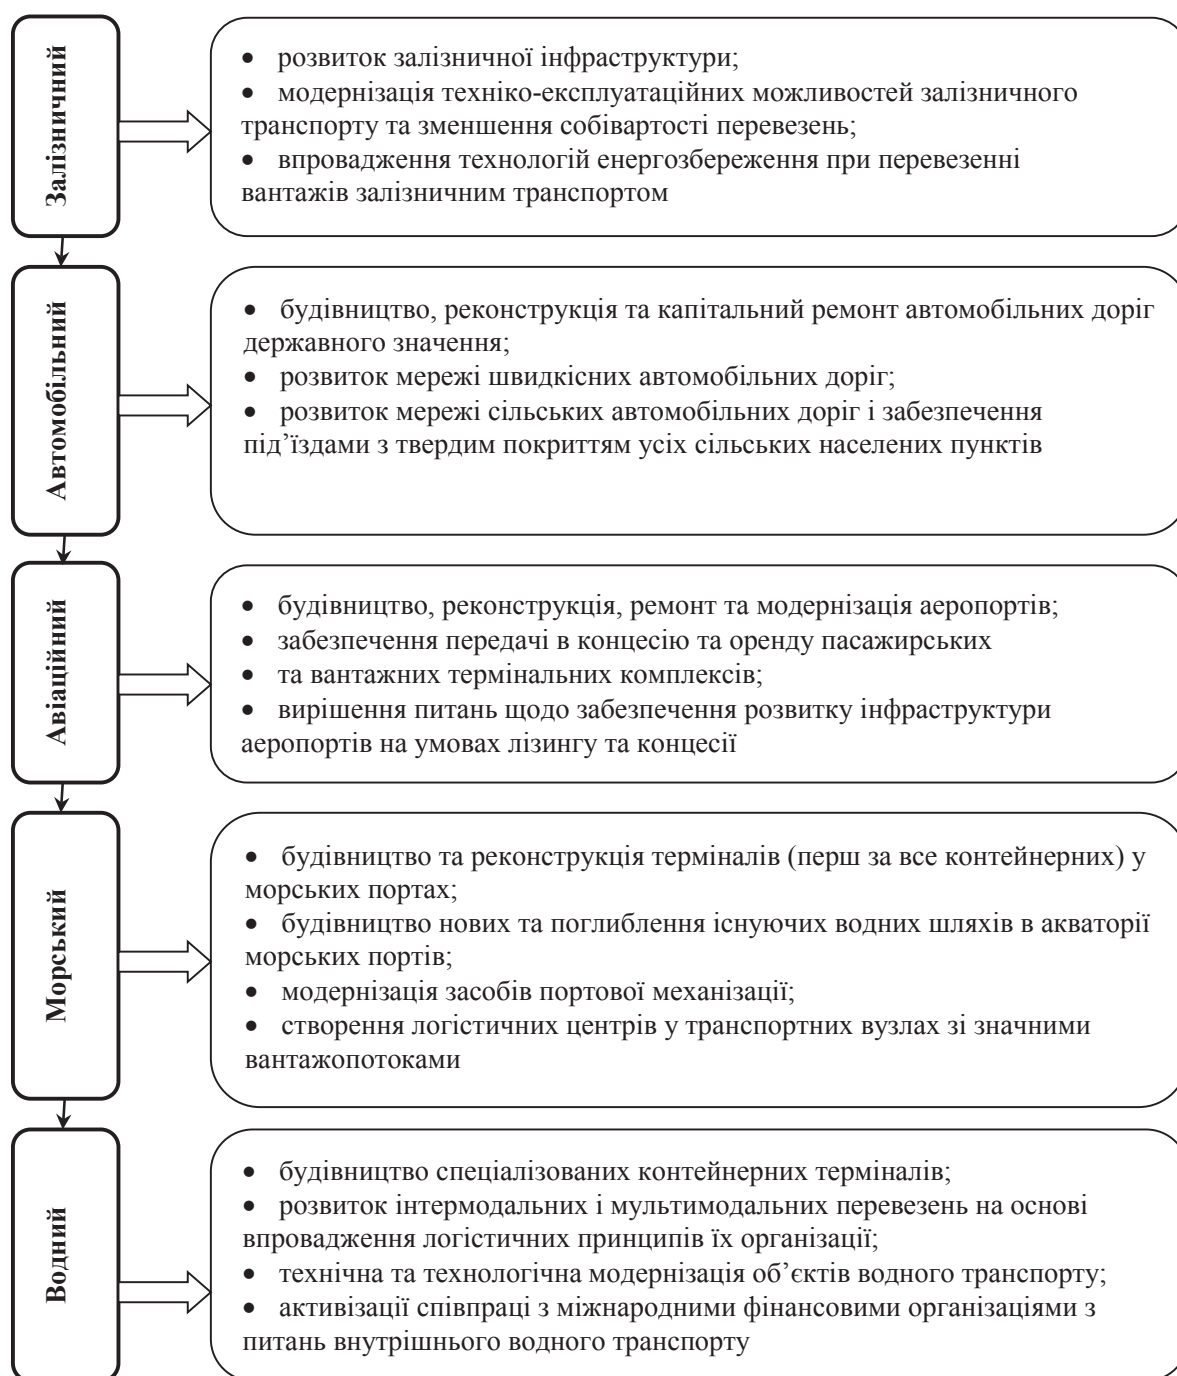 Залізничний
• розвиток залізничної інфраструктури;
• модернізація техніко-експлуатаційних можливостей залізничного
транспорту та зменшення собівартості перевезень;
• впровадження технологій енергозбереження при перевезенні
вантажів залізничним транспортом
Автомобільний
• будівництво, реконструкція та капітальний ремонт автомобільних доріг
державного значення;
• розвиток мережі швидкісних автомобільних доріг;
• розвиток мережі сільських автомобільних доріг і забезпечення
під’їздами з твердим покриттям усіх сільських населених пунктів
Авіаційний
• будівництво, реконструкція, ремонт та модернізація аеропортів;
• забезпечення передачі в концесію та оренду пасажирських
• та вантажних термінальних комплексів;
• вирішення питань щодо забезпечення розвитку інфраструктури
аеропортів на умовах лізингу та концесії
Морський
• будівництво та реконструкція терміналів (перш за все контейнерних) у
морських портах;
• будівництво нових та поглиблення існуючих водних шляхів в акваторії
морських портів;
• модернізація засобів портової механізації;
• створення логістичних центрів у транспортних вузлах зі значними
вантажопотоками
Водний
• будівництво спеціалізованих контейнерних терміналів;
• розвиток інтермодальних і мультимодальних перевезень на основі
впровадження логістичних принципів їх організації;
• технічна та технологічна модернізація об’єктів водного транспорту;
• активізації співпраці з міжнародними фінансовими організаціями з
питань внутрішнього водного транспорту